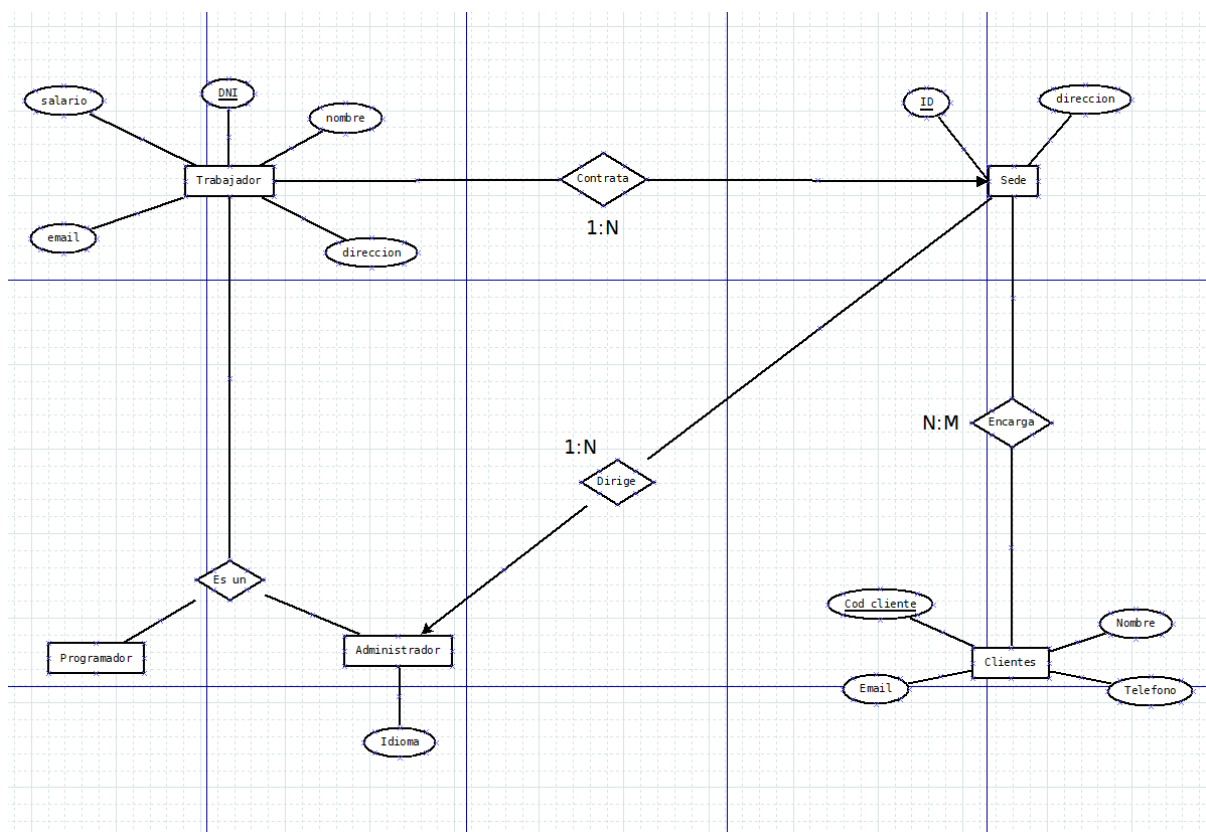 salario
DNI
nombre
ID
direccion
Trabajador
Contrata
Sede
1:N
email
direccion
N:M
Encarga
1:N
Dirige
Es un
Programador
Administrador
Idioma
Cod cliente
Nombre
Clientes
Email
Telefono